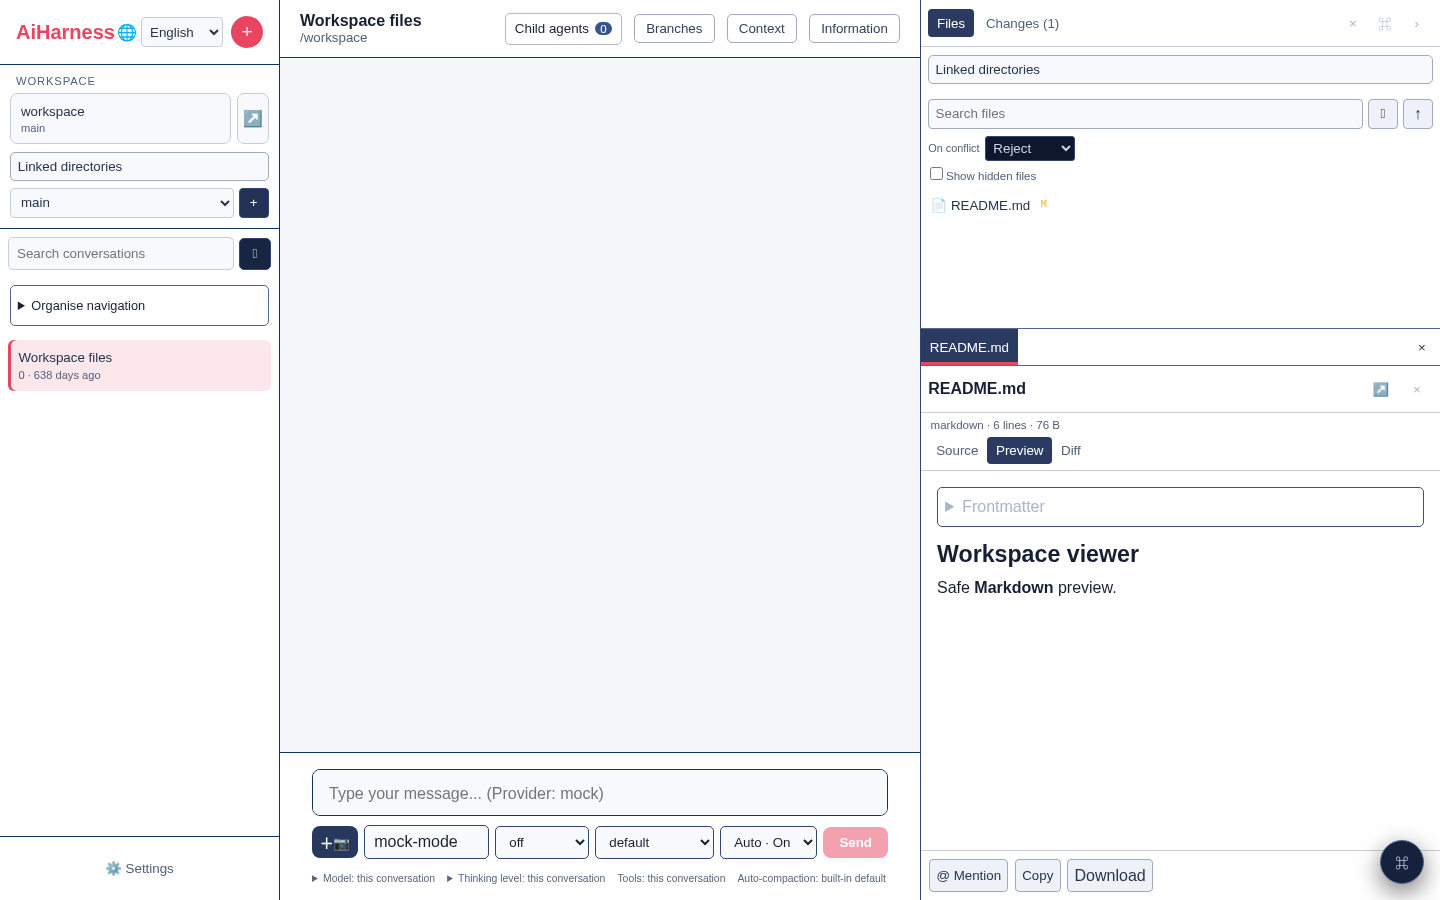 AiHarness
English
+
WORKSPACE
workspace
main
Linked directories
main
+
Search conversations
Organise navigation
Workspace files
0 · 638 days ago
Settings
Workspace files
/workspace
Child agents 0
Branches
Context
Information
Type your message... (Provider: mock)
+
mock-mode
off
default
Auto · On
Send
Model: this conversation
Thinking level: this conversation
Tools: this conversation
Auto-compaction: built-in default
Files
Changes (1)
×
⌘
›
Linked directories
Search files
↑
On conflict
Reject
Show hidden files
README.md M
README.md
×
README.md
×
markdown · 6 lines · 76 B
Source
Preview
Diff
Frontmatter
Workspace viewer
Safe Markdown preview.
@ Mention
Copy
Download
⌘